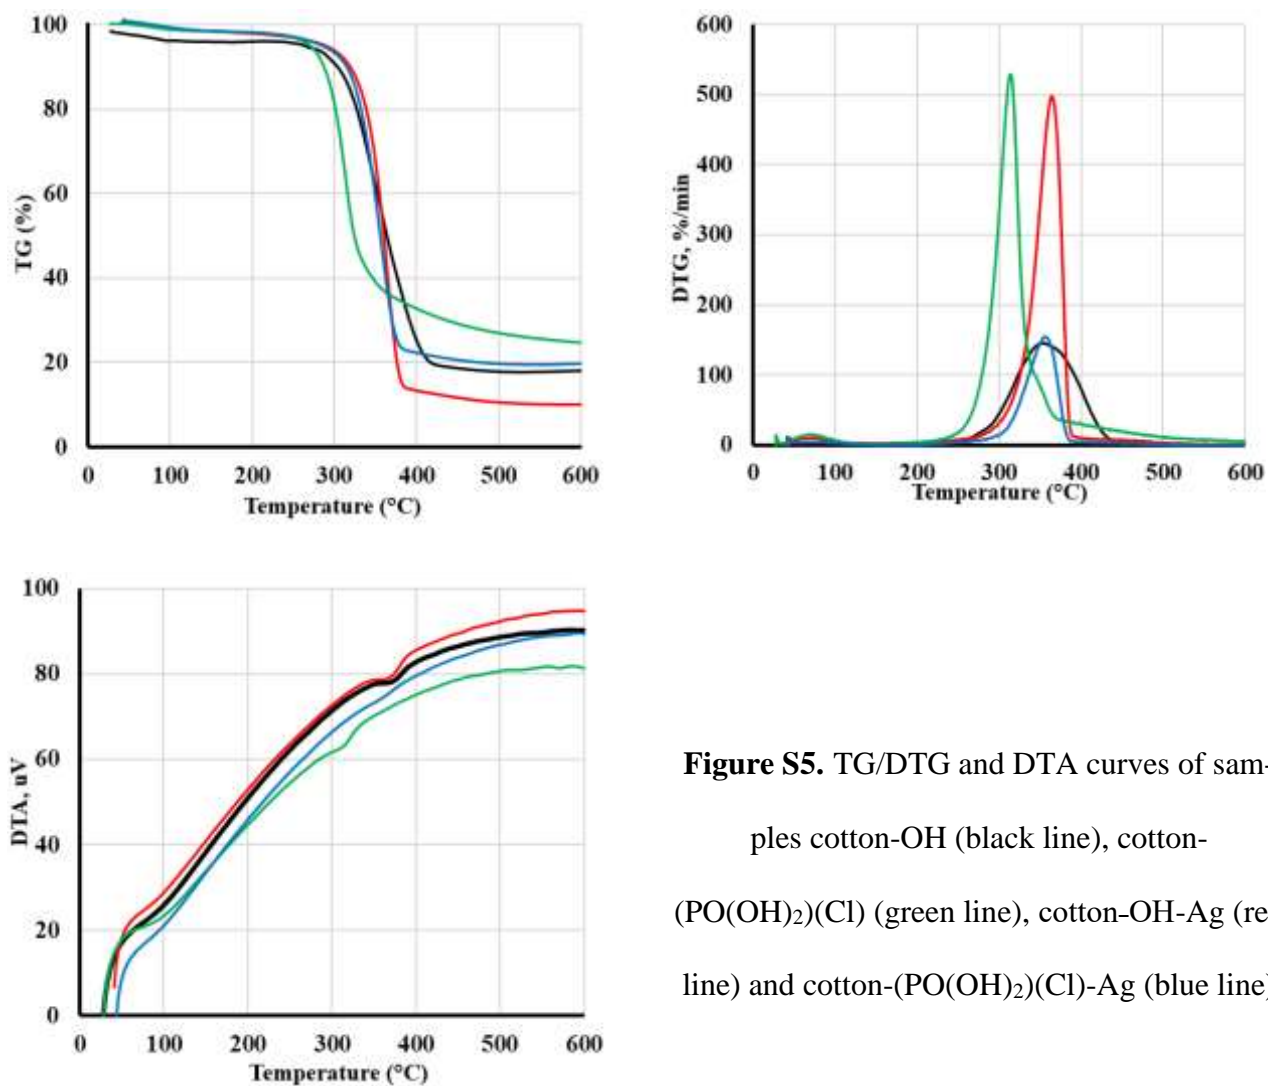 100
80
60
40
20
0
TG (%)
0 100 200 300 400 500 600
Temperature (°C)
600
500
400
300
200
100
0
DTG, %/min
0 100 200 300 400 500 600
Temperature (°C)
100
80
60
40
20
0
DTA, uV
0 100 200 300 400 500 600
Temperature (°C)
Figure S5. TG/DTG and DTA curves of sam-
ples cotton-OH (black line), cotton-
(PO(OH)₂)(Cl) (green line), cotton-OH-Ag (re
line) and cotton-(PO(OH)₂)(Cl)-Ag (blue line)